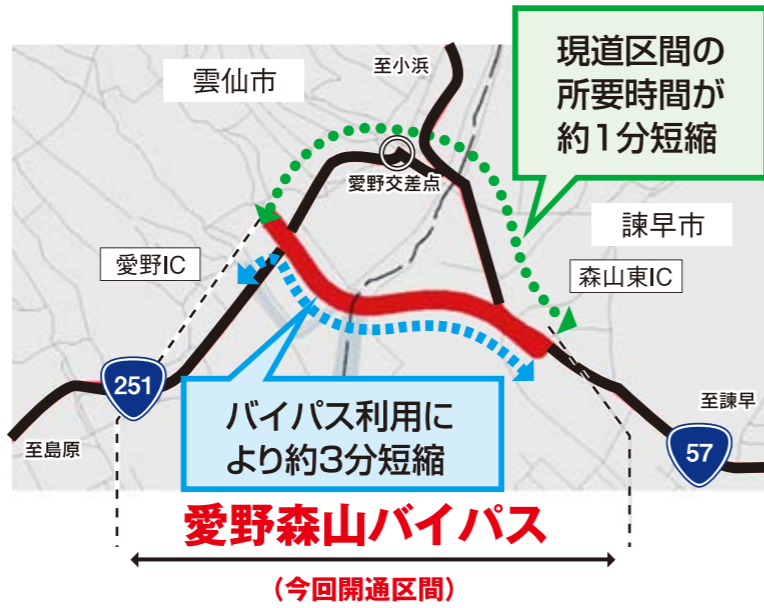 至小浜
雲仙市
現道区間の
所要時間が
約1分短縮
愛野交差点
諫早市
愛野IC
森山東IC
251
バイパス利用に
より約3分短縮
至諫早
57
至島原
愛野森山バイパス
(今回開通区間)